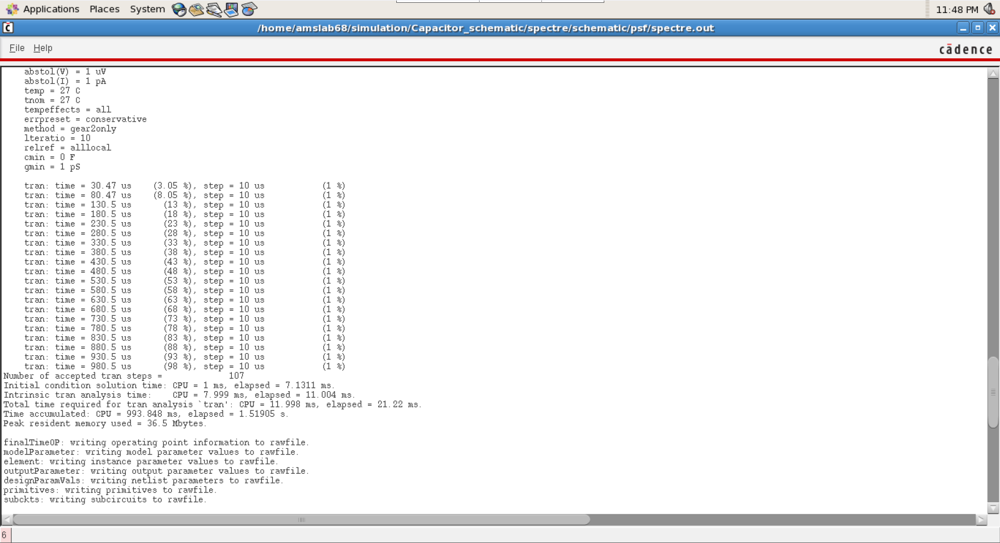 Applications Places System 11:48 PM
/home/amslab68/simulation/Capacitor_schematic/spectre/schematic/psf/spectre.out
File Help cādence
abstol(V) = 1 uV
abstol(I) = 1 pA
temp = 27 C
tnom = 27 C
tempeffects = all
errpreset = conservative
method = gear2only
lteratio = 10
relref = alllocal
cmin = 0 F
gmin = 1 pS
tran: time = 30.47 us (3.05 %), step = 10 us (1 %)
tran: time = 80.47 us (8.05 %), step = 10 us (1 %)
tran: time = 130.5 us (13 %), step = 10 us (1 %)
tran: time = 180.5 us (18 %), step = 10 us (1 %)
tran: time = 230.5 us (23 %), step = 10 us (1 %)
tran: time = 280.5 us (28 %), step = 10 us (1 %)
tran: time = 330.5 us (33 %), step = 10 us (1 %)
tran: time = 380.5 us (38 %), step = 10 us (1 %)
tran: time = 430.5 us (43 %), step = 10 us (1 %)
tran: time = 480.5 us (48 %), step = 10 us (1 %)
tran: time = 530.5 us (53 %), step = 10 us (1 %)
tran: time = 580.5 us (58 %), step = 10 us (1 %)
tran: time = 630.5 us (63 %), step = 10 us (1 %)
tran: time = 680.5 us (68 %), step = 10 us (1 %)
tran: time = 730.5 us (73 %), step = 10 us (1 %)
tran: time = 780.5 us (78 %), step = 10 us (1 %)
tran: time = 830.5 us (83 %), step = 10 us (1 %)
tran: time = 880.5 us (88 %), step = 10 us (1 %)
tran: time = 930.5 us (93 %), step = 10 us (1 %)
tran: time = 980.5 us (98 %), step = 10 us (1 %)
Number of accepted tran steps = 107
Initial condition solution time: CPU = 1 ms, elapsed = 7.1311 ms.
Intrinsic tran analysis time: CPU = 7.999 ms, elapsed = 11.004 ms.
Total time required for tran analysis `tran': CPU = 11.998 ms, elapsed = 21.22 ms.
Time accumulated: CPU = 993.848 ms, elapsed = 1.51905 s.
Peak resident memory used = 36.5 Mbytes.
finalTimeOP: writing operating point information to rawfile.
modelParameter: writing model parameter values to rawfile.
element: writing instance parameter values to rawfile.
outputParameter: writing output parameter values to rawfile.
designParamVals: writing netlist parameters to rawfile.
primitives: writing primitives to rawfile.
subckts: writing subcircuits to rawfile.
6